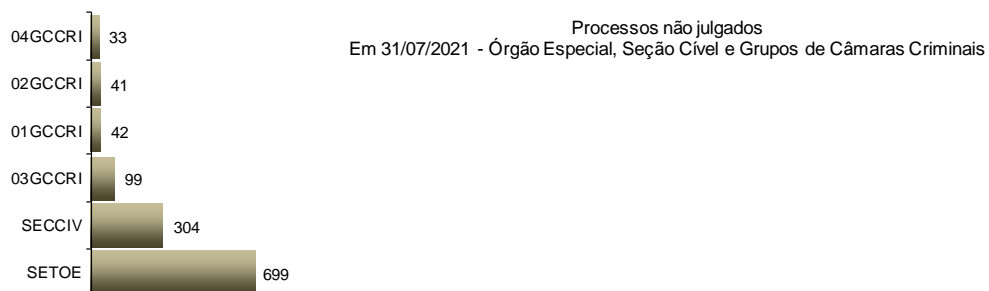 Processos não julgados
Em 31/07/2021 - Órgão Especial, Seção Cível e Grupos de Câmaras Criminais
04GCCRI 33
02GCCRI 41
01GCCRI 42
03GCCRI 99
SECCIV 304
SETOE 699